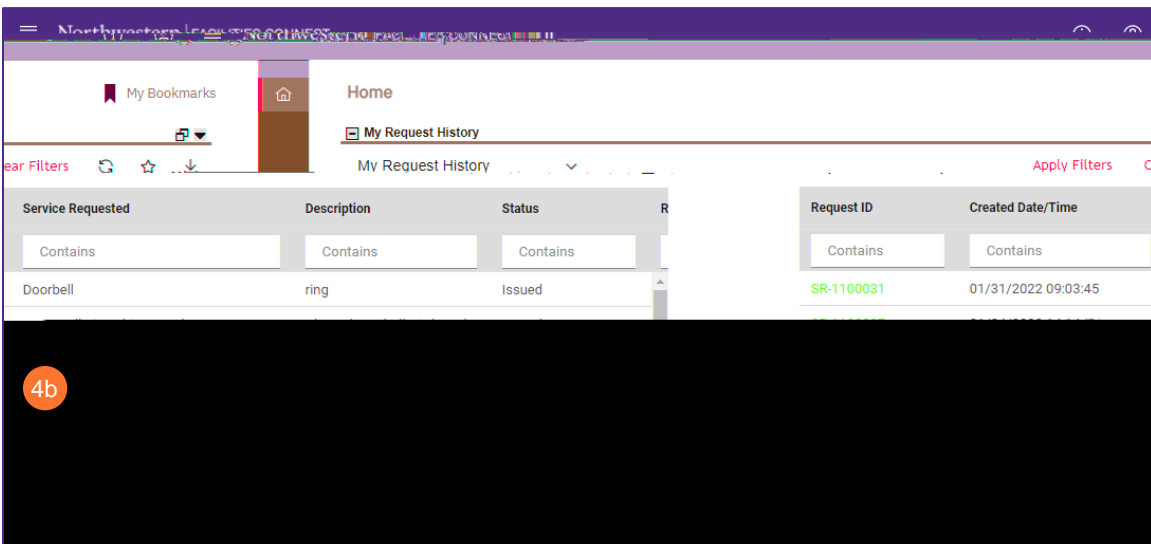 Northwestern
My Bookmarks
Home
My Request History
ear Filters
My Request History
Apply Filters
Service Requested Description Status R Request ID Created Date/Time
Contains Contains Contains Contains Contains
Doorbell ring Issued SR-1100031 01/31/2022 09:03:45
4b